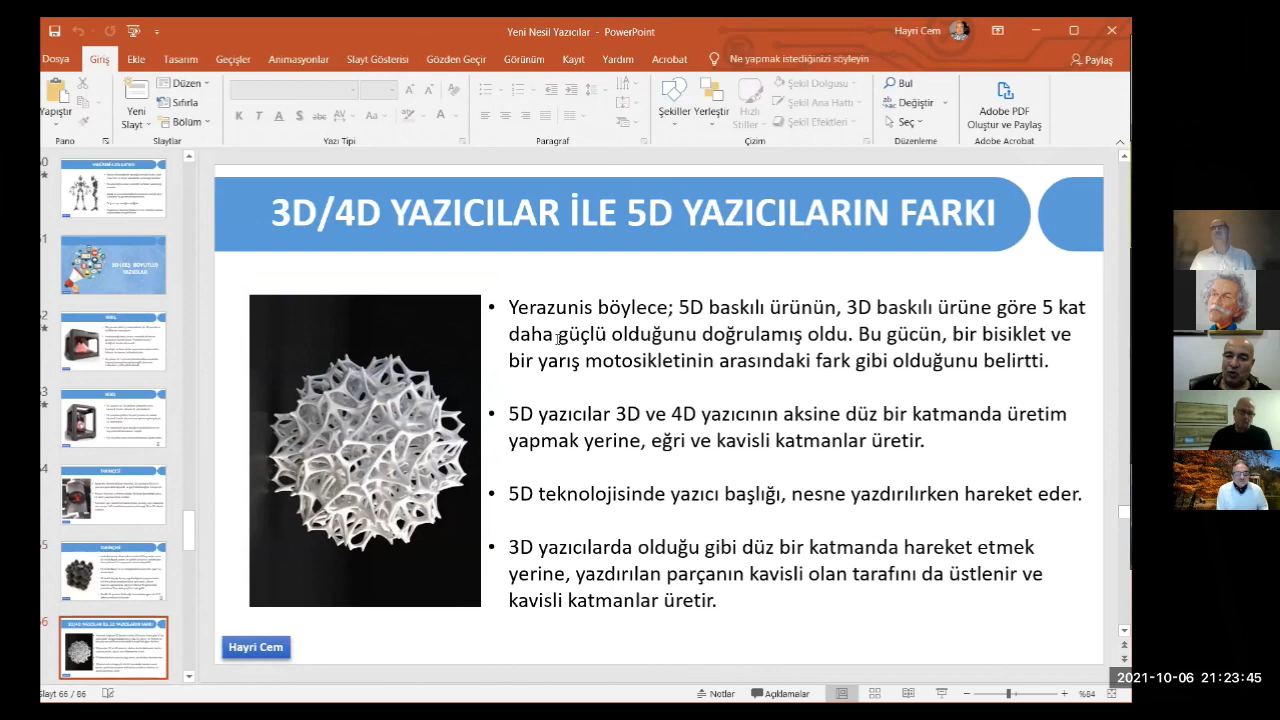 Yeni Nesil Yazıcılar - PowerPoint
Hayri Cem
Dosya Giriş Ekle Tasarım Geçişler Animasyonlar Slayt Gösterisi Gözden Geçir Görünüm Kayıt Yardım Acrobat Ne yapmak istediğinizi söyleyin Paylaş
Yapıştır
Yeni Slayt
Düzen
Sıfırla
Bölüm
Şekiller Yerleştir Hızlı Stiller
Şekil Dolgusu
Şekil Ana Hattı
Şekil Efektleri
Bul
Değiştir
Seç
Adobe PDF
Oluştur ve Paylaş
Pano Slaytlar Yazı Tipi Paragraf Çizim Düzenleme Adobe Acrobat
3D/4D YAZICILAR İLE 5D YAZICILARIN FARKI
• Yerazunis böylece; 5D baskılı ürünün, 3D baskılı ürüne göre 5 kat
daha güçlü olduğunu doğrulamış oldu. Bu gücün, bir bisiklet ve
bir yarış motosikletinin arasındaki fark gibi olduğunu belirtti.
• 5D yazıcılar 3D ve 4D yazıcının aksine düz bir katmanda üretim
yapmak yerine, eğri ve kavisli katmanlar üretir.
• 5D teknolojisinde yazıcı başlığı, nesne yazdırılırken hareket eder.
• 3D yazıcılarda olduğu gibi düz bir katmanda hareket etmek
yerine, yazdırılan parçanın kavisli olan tarafını da üstlenir ve
kavisli katmanlar üretir.
Hayri Cem
Slayt 66 / 86
Notlar Açıklamalar %64
2021-10-06 21:23:45